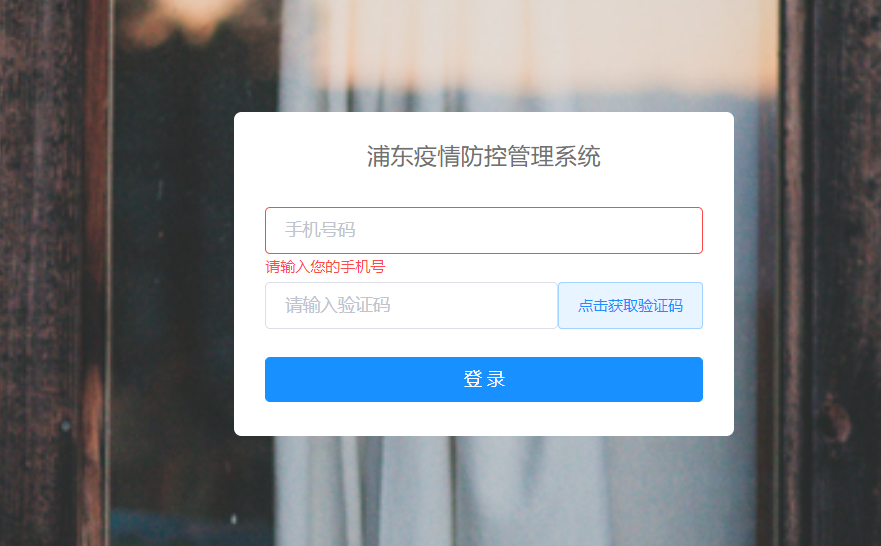 浦东疫情防控管理系统
手机号码
请输入您的手机号
请输入验证码
点击获取验证码
登 录